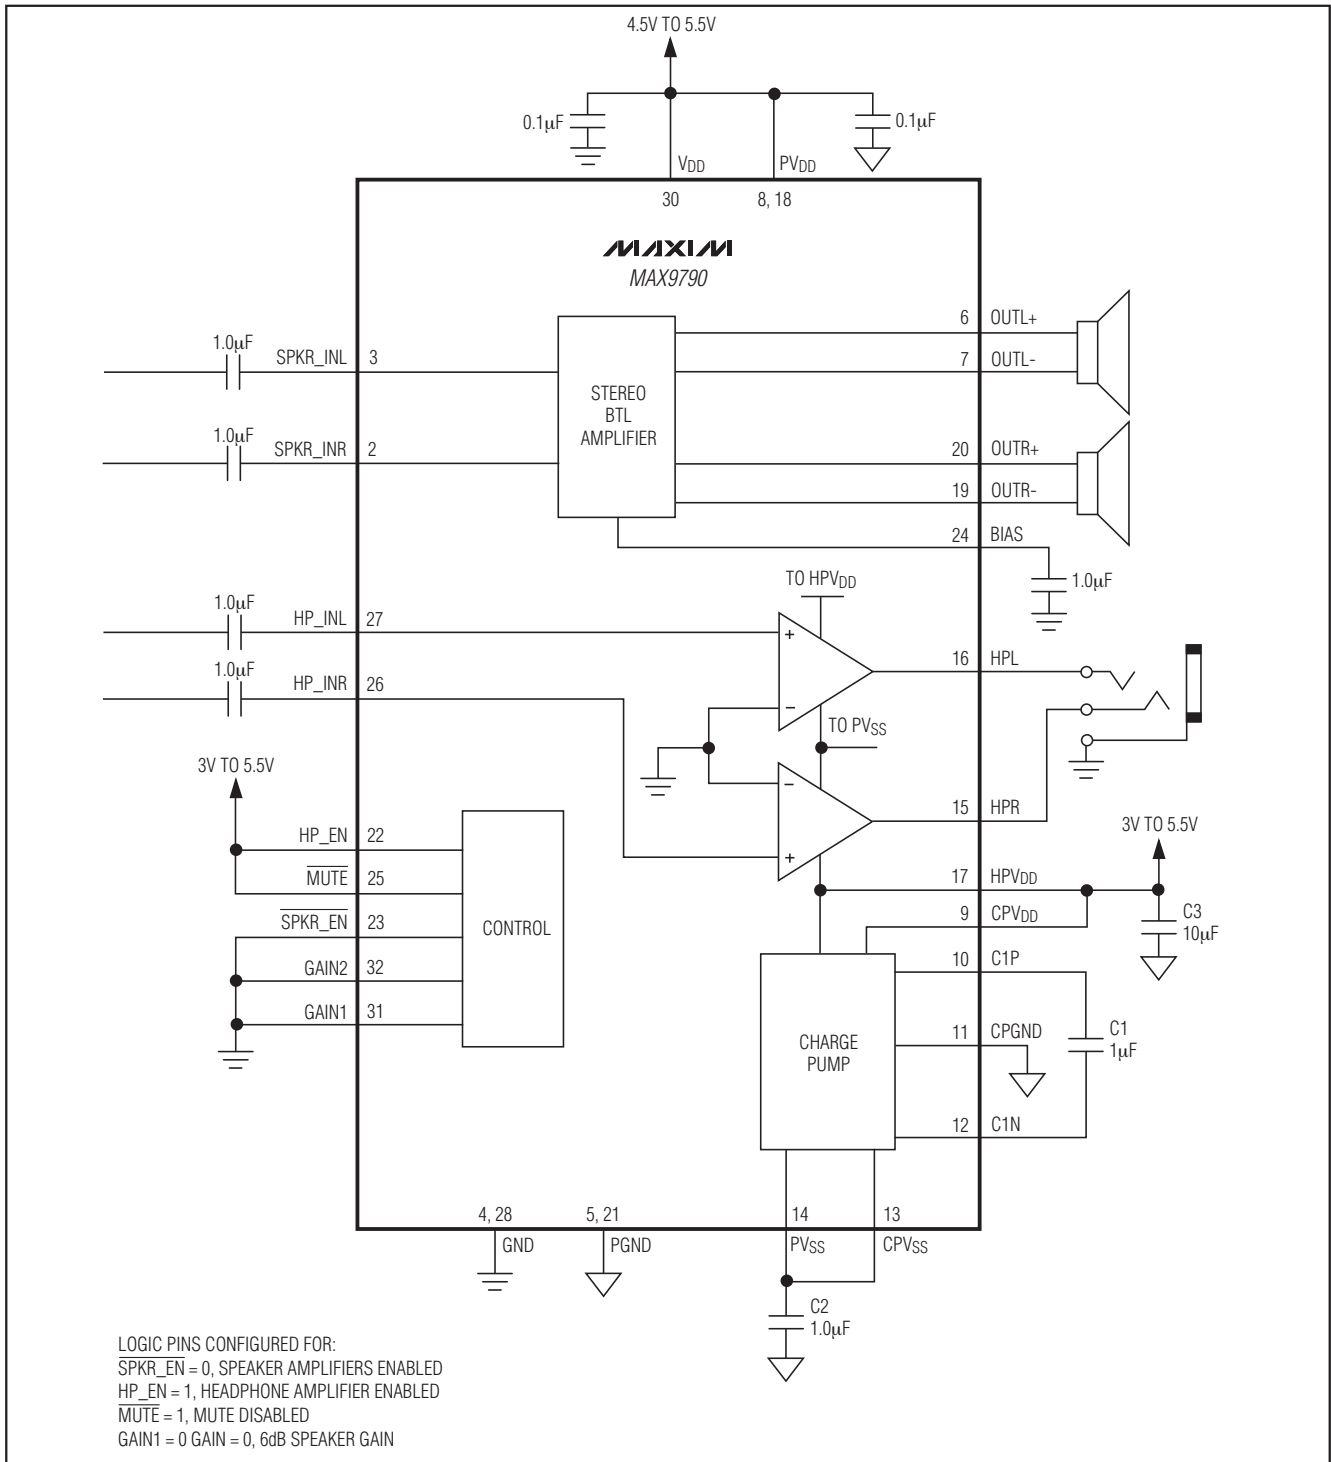 4.5V TO 5.5V
0.1µF
0.1µF
VDD
PVDD
30
8, 18
MAXIM
MAX9790
1.0µF
SPKR_INL
3
1.0µF
SPKR_INR
2
STEREO
BTL
AMPLIFIER
6
OUTL+
7
OUTL-
20
OUTR+
19
OUTR-
24
BIAS
1.0µF
TO HPVDD
1.0µF
HP_INL
27
1.0µF
HP_INR
26
+
−
TO PVSS
−
+
16
HPL
15
HPR
3V TO 5.5V
HP_EN
22
MUTE
25
SPKR_EN
23
GAIN2
32
GAIN1
31
CONTROL
3V TO 5.5V
17
HPVDD
9
CPVDD
C3
10µF
10
C1P
11
CPGND
C1
1µF
12
C1N
CHARGE
PUMP
4, 28
GND
5, 21
PGND
14
PVSS
13
CPVSS
C2
1.0µF
LOGIC PINS CONFIGURED FOR:
SPKR_EN = 0, SPEAKER AMPLIFIERS ENABLED
HP_EN = 1, HEADPHONE AMPLIFIER ENABLED
MUTE = 1, MUTE DISABLED
GAIN1 = 0 GAIN = 0, 6dB SPEAKER GAIN